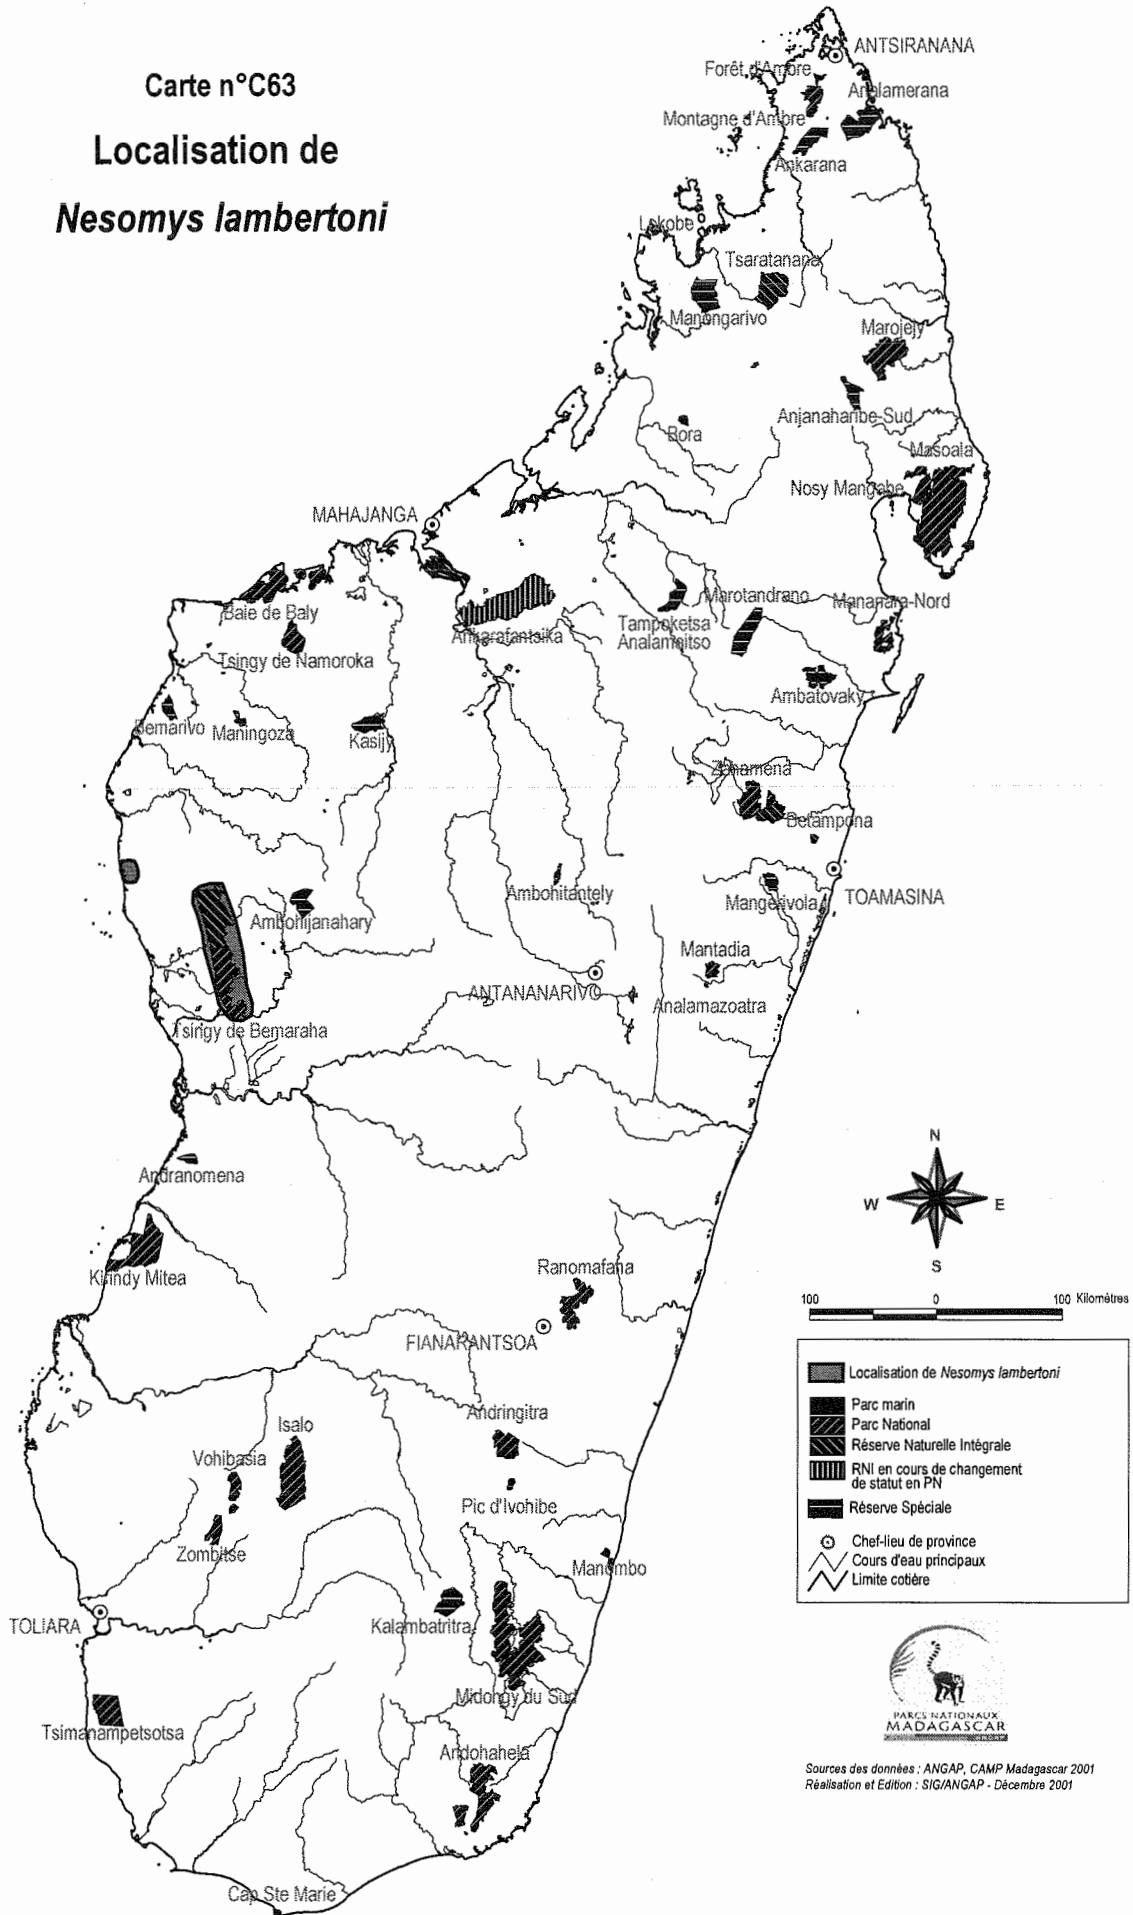 Carte n°C63
Localisation de
Nesomys lambertoni
ANTSIRANANA
Forêt d'Ambre
Analamerana
Montagne d'Ambre
Ankarana
Lokobe
Tsaratanana
Manongarivo
Marojejy
Anjanaharibe-Sud
Bora
Masoala
Nosy Mangabe
MAHAJANGA
Baie de Baly
Ankarafantsika
Tampoketsa
Analamaitso
Marotandrano
Mananara-Nord
Tsingy de Namoroka
Ambatovaky
Bemarivo
Maningoza
Kasijy
Zahamena
Betampona
Ambohijanahary
Ambohitantely
Mangerivola
TOAMASINA
Mantadia
ANTANANARIVO
Analamazoatra
Tsingy de Bemaraha
Andranomena
Kirindy Mitea
Ranomafana
FIANARANTSOA
Andringitra
Isalo
Vohibasia
Pic d'Ivohibe
Zombitse
Manombo
TOLIARA
Kalambatritra
Midongy du Sud
Tsimanampetsotsa
Andohahela
Cap Ste Marie
N
W
E
S
100 0 100 Kilomètres
Localisation de Nesomys lambertoni
Parc marin
Parc National
Réserve Naturelle Intégrale
RNI en cours de changement
de statut en PN
Réserve Spéciale
Chef-lieu de province
Cours d'eau principaux
Limite cotière
PARCS NATIONAUX
MADAGASCAR
ANGAP
Sources des données : ANGAP, CAMP Madagascar 2001
Réalisation et Edition : SIG/ANGAP - Décembre 2001